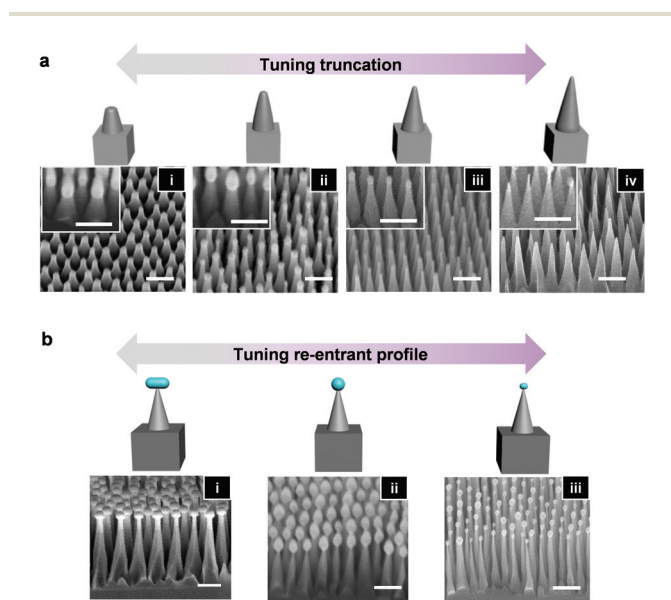 a
Tuning truncation
i
ii
iii
iv
b
Tuning re-entrant profile
i
ii
iii